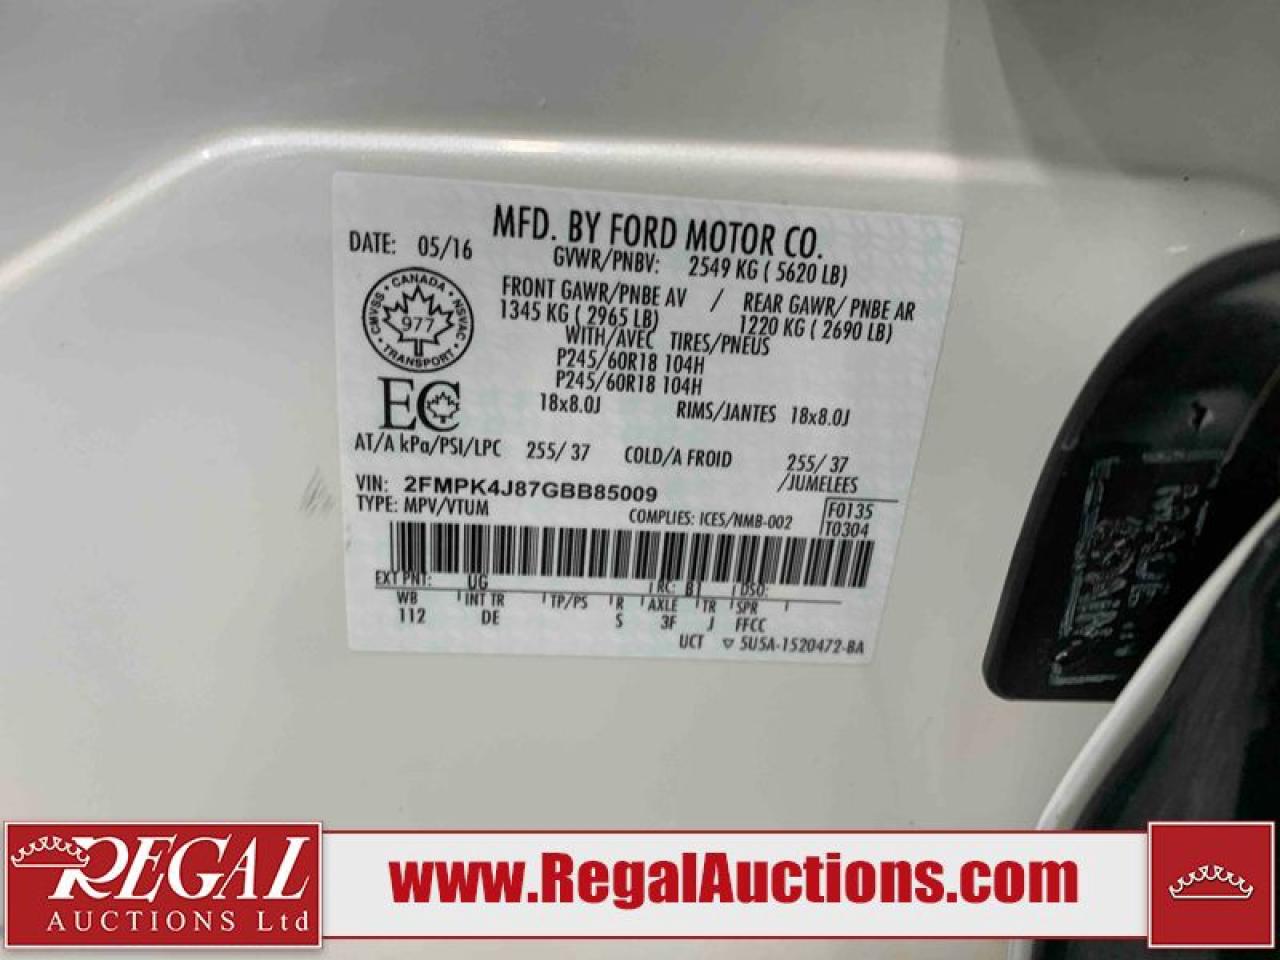 MFD. BY FORD MOTOR CO.
DATE: 05/16
GVWR/PNBV: 2549 KG ( 5620 LB)
FRONT GAWR/PNBE AV / REAR GAWR/ PNBE AR
1345 KG ( 2965 LB) 1220 KG ( 2690 LB)
WITH/AVEC TIRES/PNEUS
P245/60R18 104H
P245/60R18 104H
18x8.0J RIMS/JANTES 18x8.0J
CANADA
CMVSS 977 NSVAC
TRANSPORT
EC
AT/A kPa/PSI/LPC 255/ 37 COLD/A FROID 255/ 37
/JUMELEES
VIN: 2FMPK4J87GBB85009
TYPE: MPV/VTUM
COMPLIES: ICES/NMB-002
F0135
T0304
EXT PNT: UG RC: B DSO:
WB INT TR TP/PS R AXLE TR SPR
112 DE S 3F J FFCC
UCT ▽ 5U5A-1520472-BA
REGAL
AUCTIONS Ltd
www.RegalAuctions.com